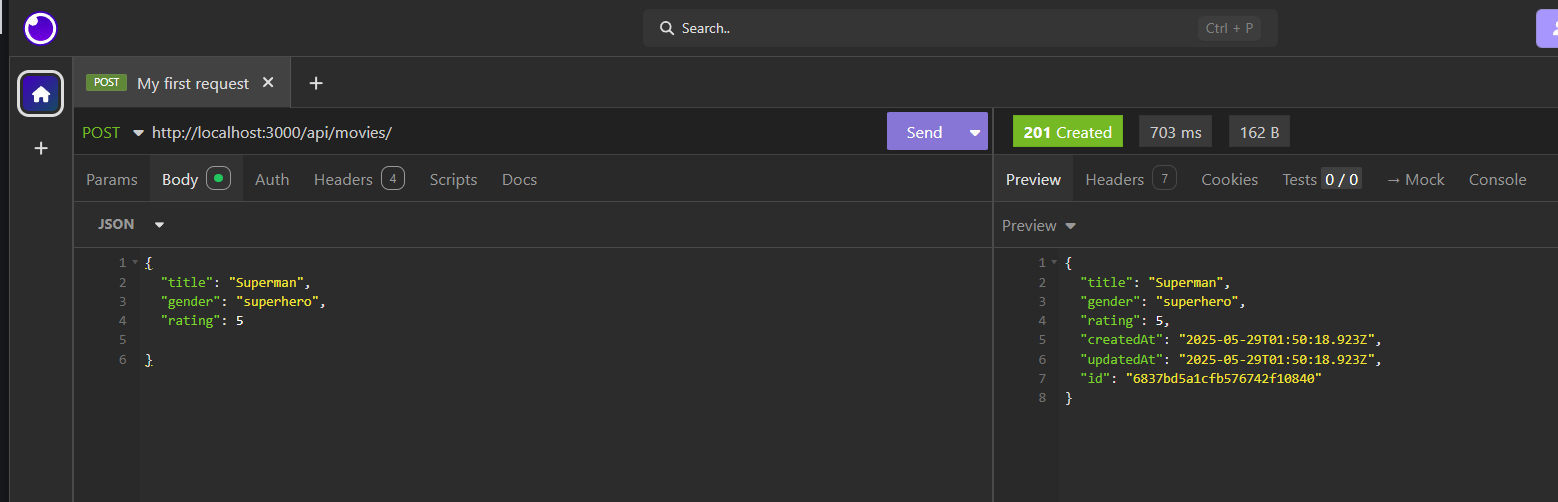 Search.. Ctrl + P
POST My first request × +
POST http://localhost:3000/api/movies/ Send
201 Created 703 ms 162 B
Params Body Auth Headers 4 Scripts Docs
Preview Headers 7 Cookies Tests 0 / 0 → Mock Console
JSON
Preview
1 {
2 "title": "Superman",
3 "gender": "superhero",
4 "rating": 5
5
6 }
1 {
2 "title": "Superman",
3 "gender": "superhero",
4 "rating": 5,
5 "createdAt": "2025-05-29T01:50:18.923Z",
6 "updatedAt": "2025-05-29T01:50:18.923Z",
7 "id": "6837bd5a1cfb576742f10840"
8 }